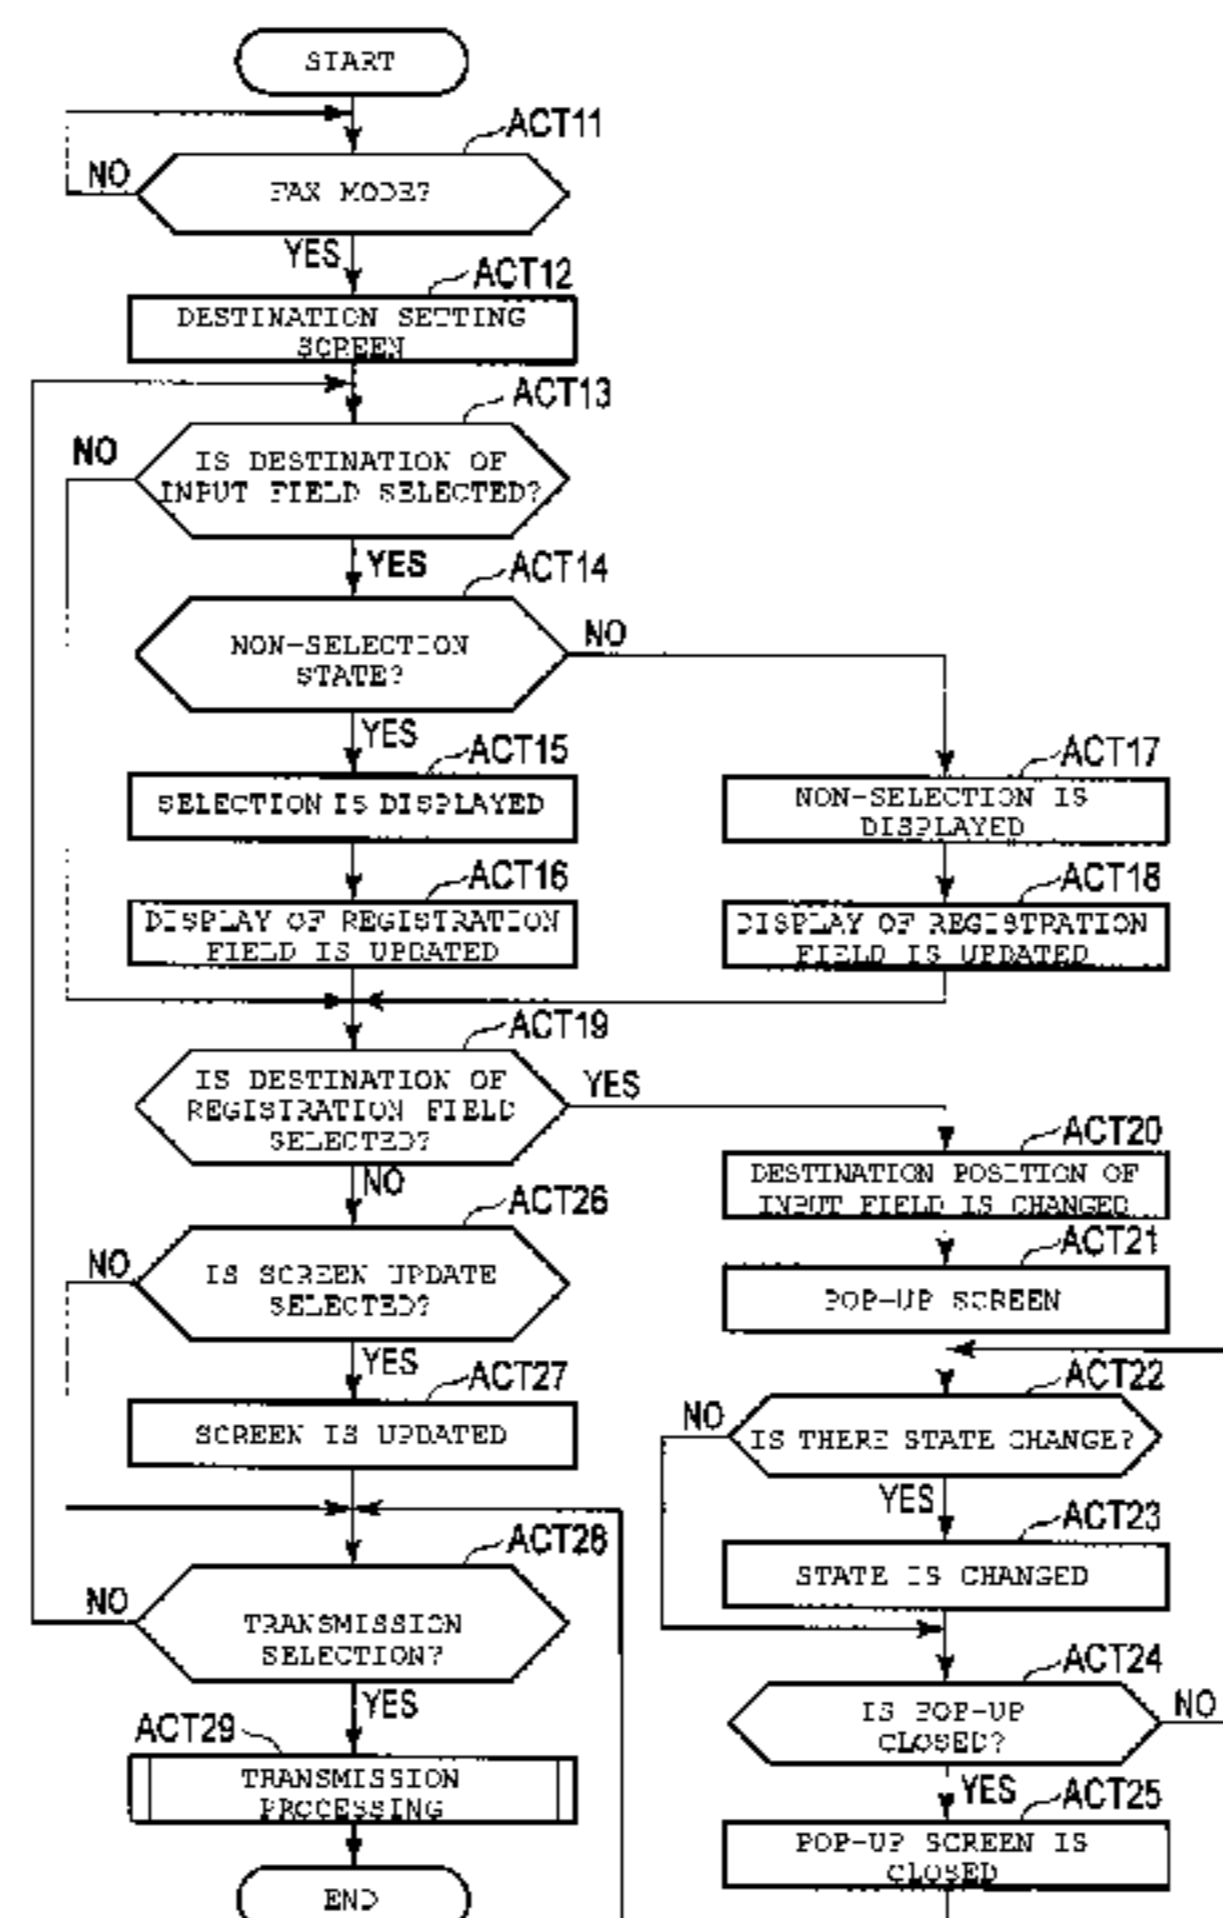 START
ACT11
NO
FAX MODE?
YES
ACT12
DESTINATION SETTING
SCREEN
ACT13
NO
IS DESTINATION OF
INPUT FIELD SELECTED?
YES
ACT14
NON-SELECTION
STATE?
NO
YES
ACT15
SELECTION IS DISPLAYED
ACT17
NON-SELECTION IS
DISPLAYED
ACT16
DISPLAY OF REGISTRATION
FIELD IS UPDATED
ACT18
DISPLAY OF REGISTRATION
FIELD IS UPDATED
ACT19
IS DESTINATION OF
REGISTRATION FIELD
SELECTED?
YES
NO
ACT20
DESTINATION POSITION OF
INPUT FIELD IS CHANGED
ACT26
NO
IS SCREEN UPDATE
SELECTED?
YES
ACT21
POP-UP SCREEN
ACT27
SCREEN IS UPDATED
ACT22
NO
IS THERE STATE CHANGE?
YES
ACT23
STATE IS CHANGED
ACT28
NO
TRANSMISSION
SELECTION?
YES
ACT24
IS POP-UP
CLOSED?
NO
YES
ACT29
TRANSMISSION
PROCESSING
ACT25
POP-UP SCREEN IS
CLOSED
END